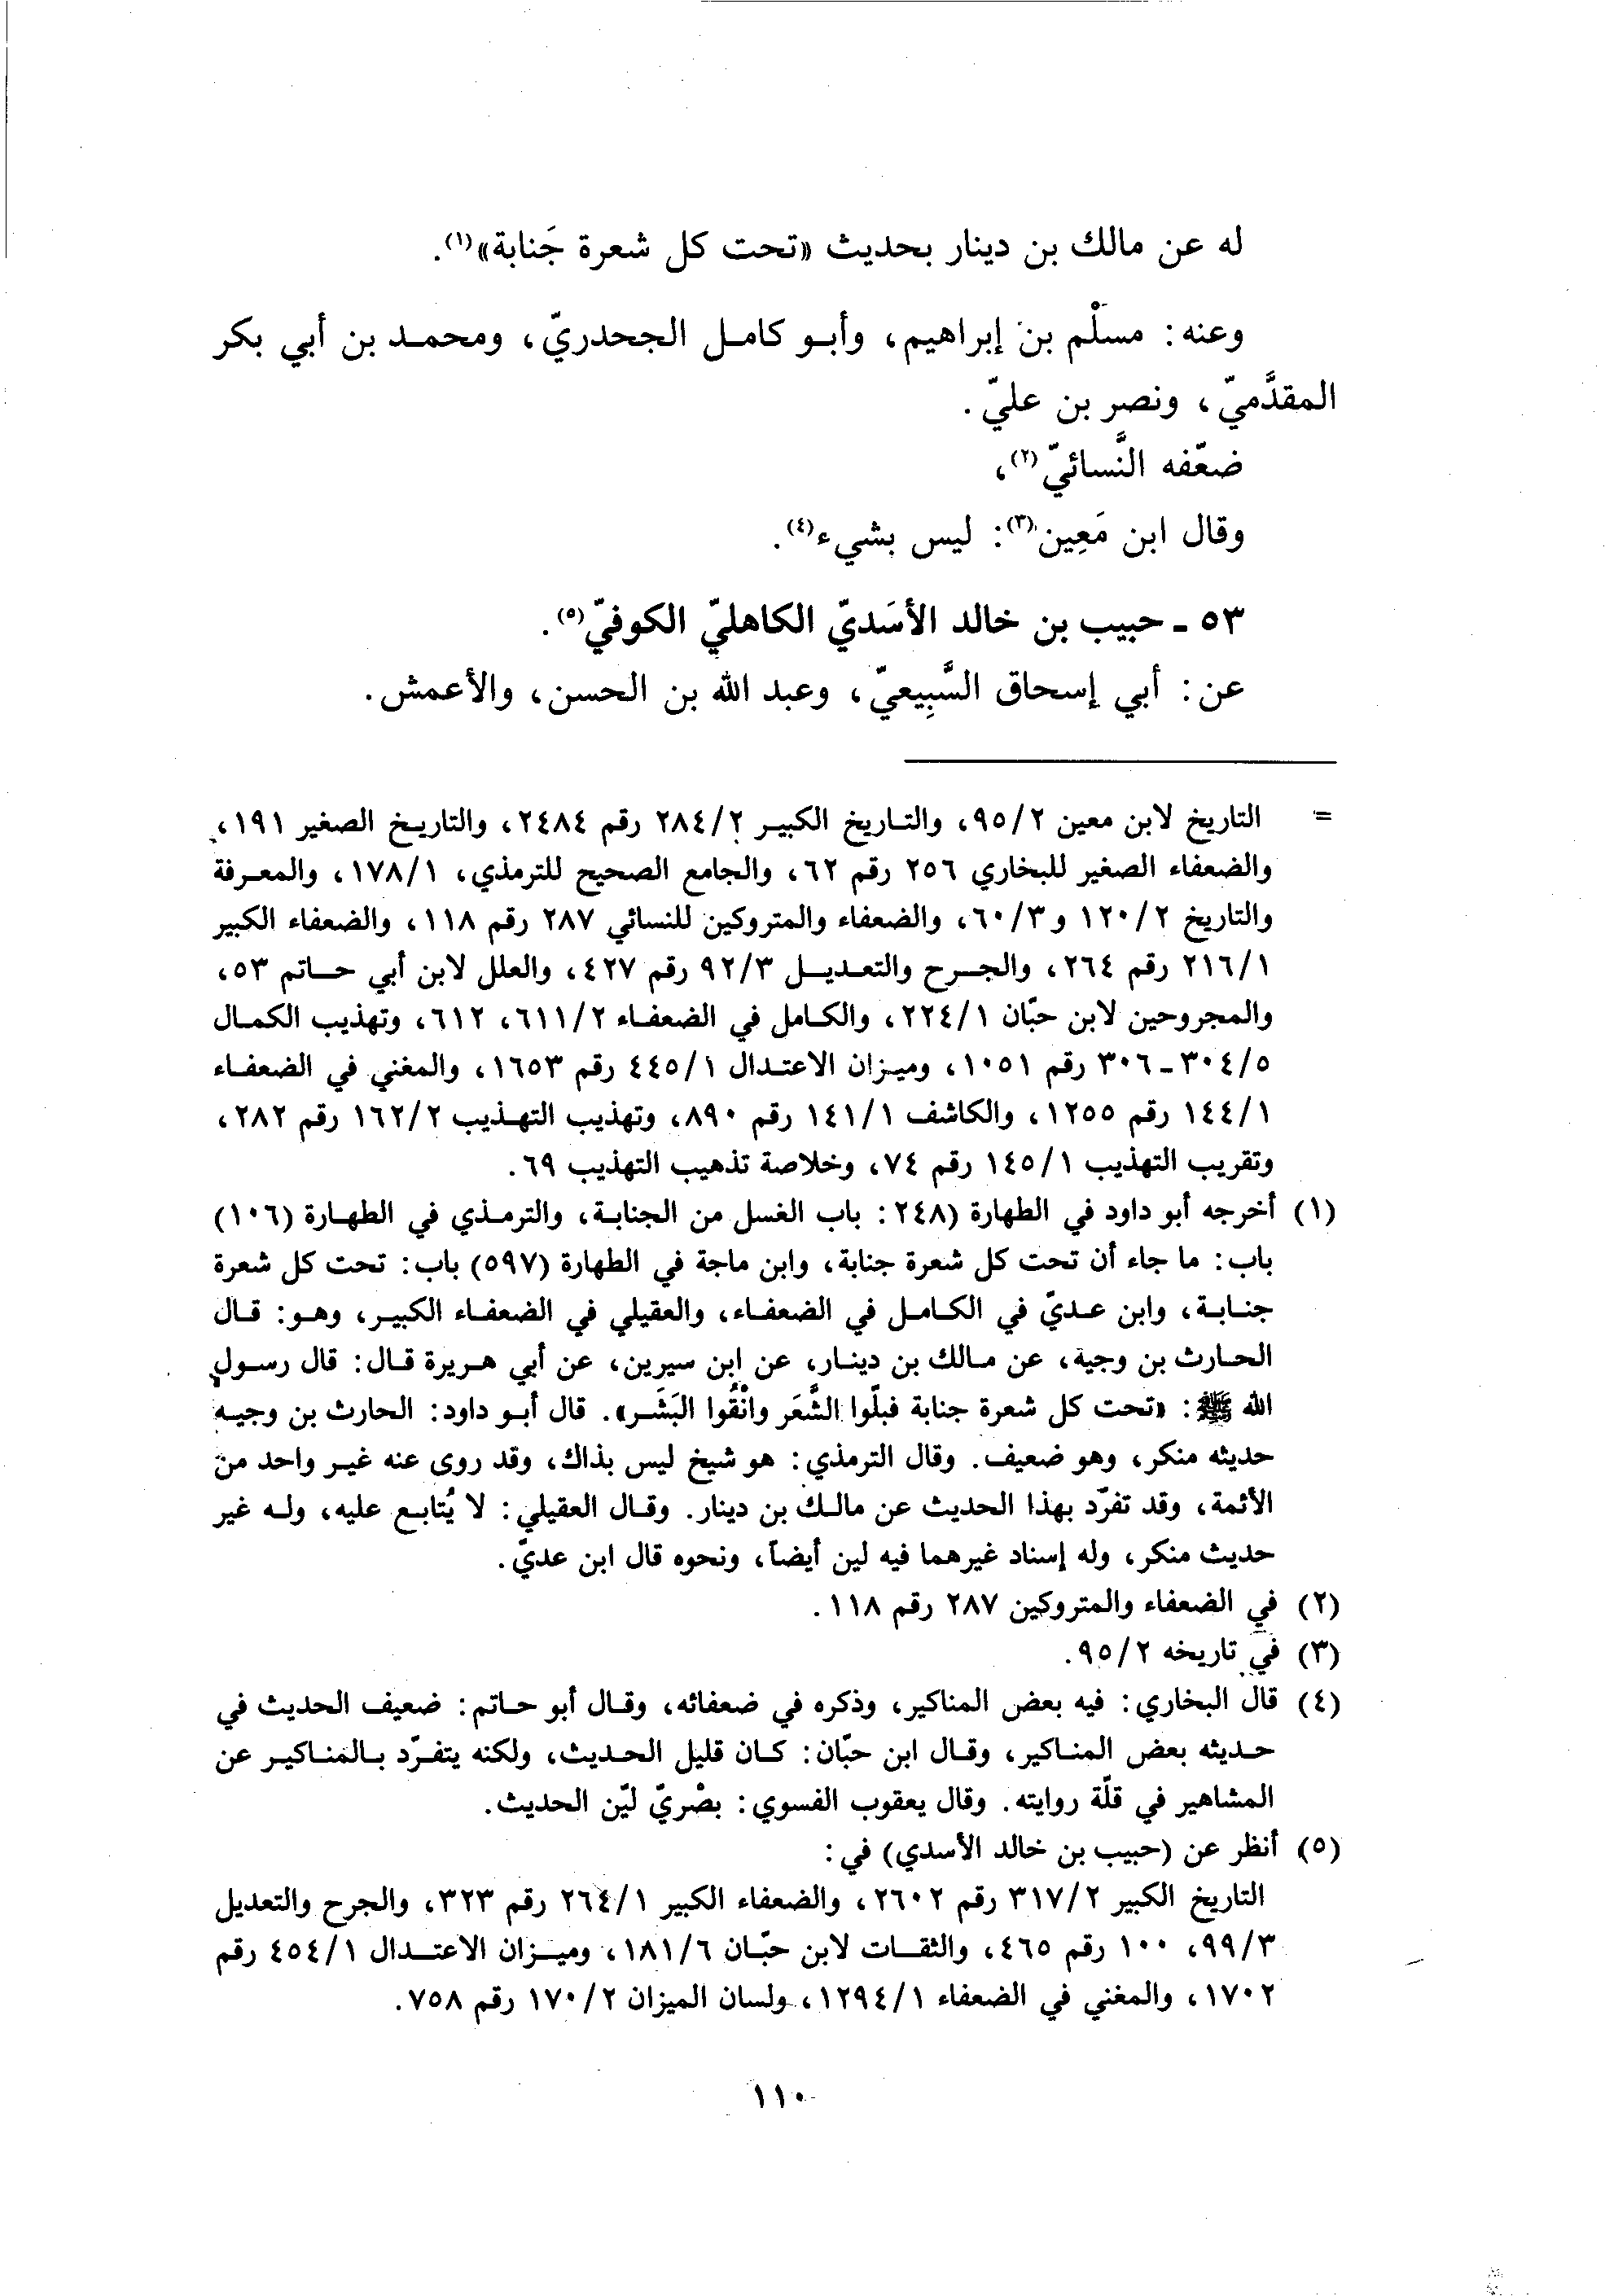 له عن مالك بن دينار بحديث «تحت كل شعرة جَنابة»(١).
وعنه: مسلْم بن إبراهيم، وأبو كامل الجحدريّ، ومحمد بن أبي بكر
المقدَّميّ، ونصر بن عليّ.
ضعّفه النَّسائيّ(٢)،
وقال ابن مَعِين(٣): ليس بشيء(٤).
٥٣ ـ حبيب بن خالد الأسَديّ الكاهليّ الكوفيّ(٥).
عن: أبي إسحاق السَّبِيعيّ، وعبد الله بن الحسن، والأعمش.
= التاريخ لابن معين ٩٥/٢، والتاريخ الكبير ٢٨٤/٢ رقم ٢٤٨٤، والتاريخ الصغير ١٩١،
والضعفاء الصغير للبخاري ٢٥٦ رقم ٦٢، والجامع الصحيح للترمذي، ١٧٨/١، والمعرفة
والتاريخ ١٢٠/٢ و٦٠/٣، والضعفاء والمتروكين للنسائي ٢٨٧ رقم ١١٨، والضعفاء الكبير
٢١٦/١ رقم ٢٦٤، والجرح والتعديل ٩٢/٣ رقم ٤٢٧، والعلل لابن أبي حاتم ٥٣،
والمجروحين لابن حبّان ٢٢٤/١، والكامل في الضعفاء ٦١١/٢، ٦١٢، وتهذيب الكمال
٣٠٤/٥ ـ ٣٠٦ رقم ١٠٥١، وميزان الاعتدال ٤٤٥/١ رقم ١٦٥٣، والمغني في الضعفاء
١٤٤/١ رقم ١٢٥٥، والكاشف ١٤١/١ رقم ٨٩٠، وتهذيب التهذيب ١٦٢/٢ رقم ٢٨٢،
وتقريب التهذيب ١٤٥/١ رقم ٧٤، وخلاصة تذهيب التهذيب ٦٩.
(١) أخرجه أبو داود في الطهارة (٢٤٨: باب الغسل من الجنابة، والترمذي في الطهارة (١٠٦)
باب: ما جاء أن تحت كل شعرة جنابة، وابن ماجة في الطهارة (٥٩٧) باب: تحت كل شعرة
جنابة، وابن عديّ في الكامل في الضعفاء، والعقيلي في الضعفاء الكبير، وهو: قال
الحارث بن وجية، عن مالك بن دينار، عن ابن سيرين، عن أبي هريرة قال: قال رسول
الله ﷺ: «تحت كل شعرة جنابة فبلّوا الشَّعَر وانْقُوا البَشَر». قال أبو داود: الحارث بن وجيه
حديثه منكر، وهو ضعيف. وقال الترمذي: هو شيخ ليس بذاك، وقد روى عنه غير واحد من
الأئمة، وقد تفرّد بهذا الحديث عن مالك بن دينار. وقال العقيلي: لا يُتابع عليه، وله غير
حديث منكر، وله إسناد غيرهما فيه لين أيضاً، ونحوه قال ابن عديّ.
(٢) في الضعفاء والمتروكين ٢٨٧ رقم ١١٨.
(٣) في تاريخه ٩٥/٢.
(٤) قال البخاري: فيه بعض المناكير، وذكره في ضعفائه، وقال أبو حاتم: ضعيف الحديث في
حديثه بعض المناكير، وقال ابن حبّان: كان قليل الحديث، ولكنه يتفرّد بالمناكير عن
المشاهير في قلّة روايته. وقال يعقوب الفسوي: بصْريّ ليّن الحديث.
(٥) أنظر عن (حبيب بن خالد الأسدي) في:
التاريخ الكبير ٣١٧/٢ رقم ٢٦٠٢، والضعفاء الكبير ٢٦٤/١ رقم ٣٢٣، والجرح والتعديل
٩٩/٣، ١٠٠ رقم ٤٦٥، والثقات لابن حبّان ١٨١/٦، وميزان الاعتدال ٤٥٤/١ رقم
١٧٠٢، والمغني في الضعفاء ١٢٩٤/١، ولسان الميزان ١٧٠/٢ رقم ٧٥٨.
١١٠